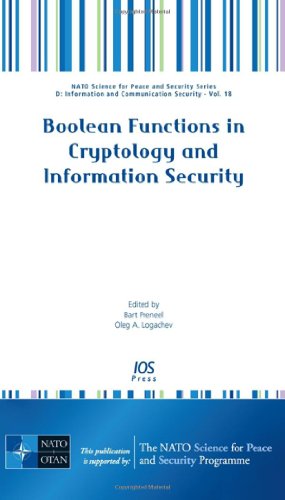 NATO Science for Peace and Security Series
D: Information and Communication Security - Vol. 18
Boolean Functions in
Cryptology and
Information Security
Edited by
Bart Preneel
Oleg A. Logachev
IOS
Press
NATO
OTAN
This publication
is supported by:
The NATO Science for Peace
and Security Programme